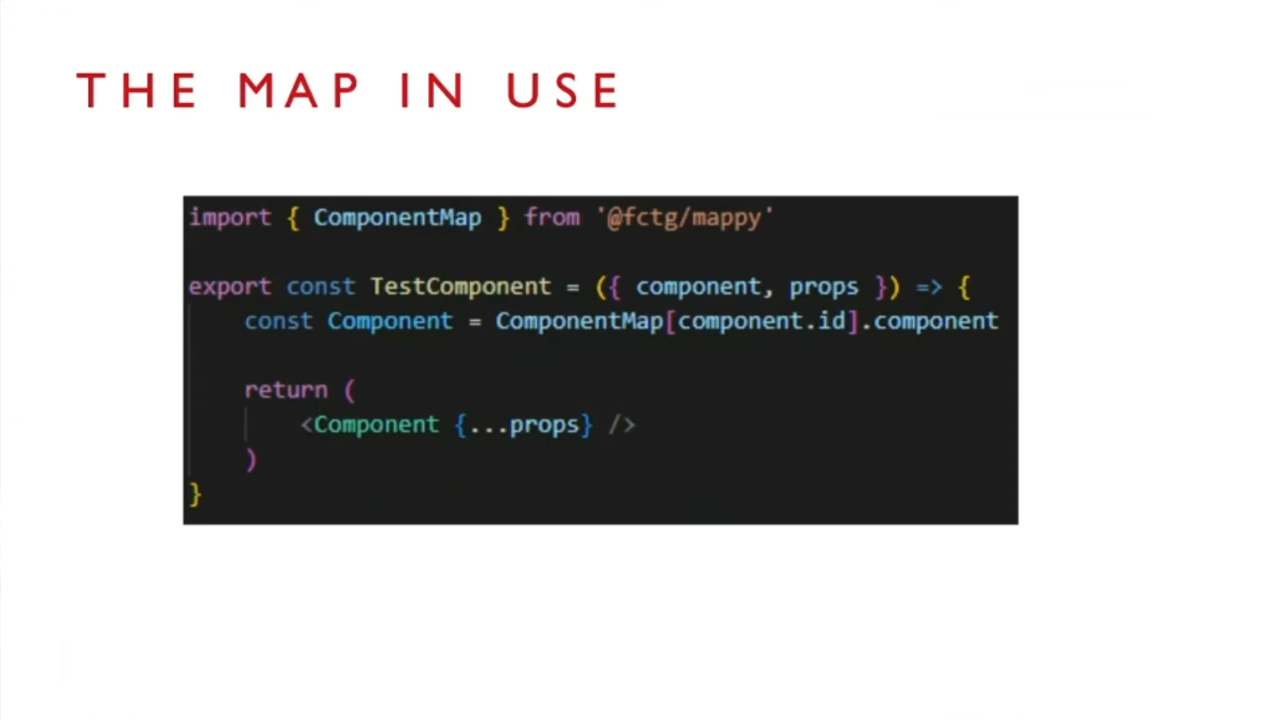 THE MAP IN USE
import { ComponentMap } from '@fctg/mappy'
export const TestComponent = ({ component, props }) => {
    const Component = ComponentMap[component.id].component
    return (
        <Component {...props} />
    )
}